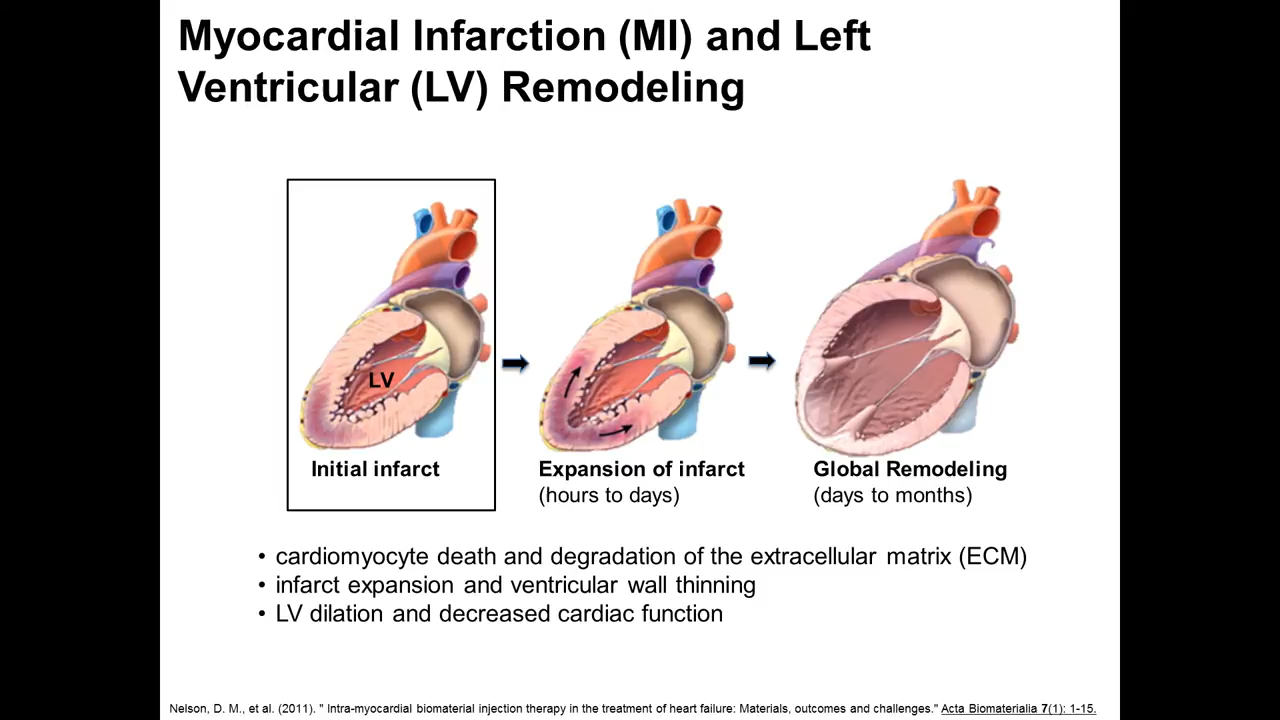 Myocardial Infarction (MI) and Left
Ventricular (LV) Remodeling
LV
Initial infarct
Expansion of infarct
(hours to days)
Global Remodeling
(days to months)
• cardiomyocyte death and degradation of the extracellular matrix (ECM)
• infarct expansion and ventricular wall thinning
• LV dilation and decreased cardiac function
Nelson, D. M., et al. (2011). " Intra-myocardial biomaterial injection therapy in the treatment of heart failure: Materials, outcomes and challenges." Acta Biomaterialia 7(1): 1-15.